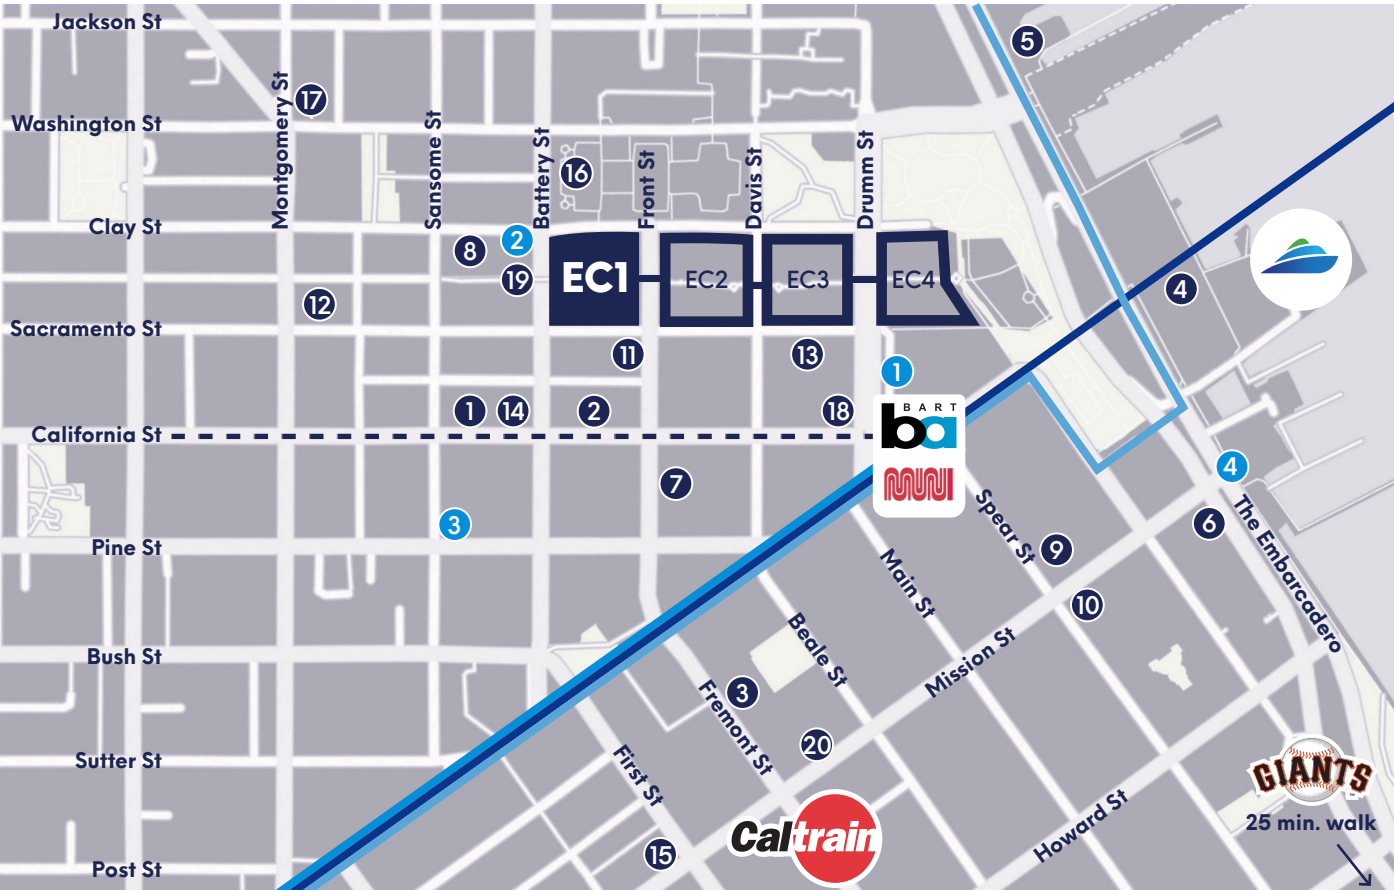 Jackson St
5
17
Montgomery St
Washington St
Sansome St
Battery St
Front St
Davis St
Drumm St
16
Clay St
8
2
19
EC1
EC2
EC3
EC4
4
12
Sacramento St
11
13
1
1
14
2
18
BART
ba
MUNI
California St
7
4
3
Spear St
6
The Embarcadero
Pine St
9
Main St
10
Beale St
Bush St
Mission St
3
Fremont St
20
First St
Sutter St
GIANTS
25 min. walk
Howard St
Caltrain
15
Post St